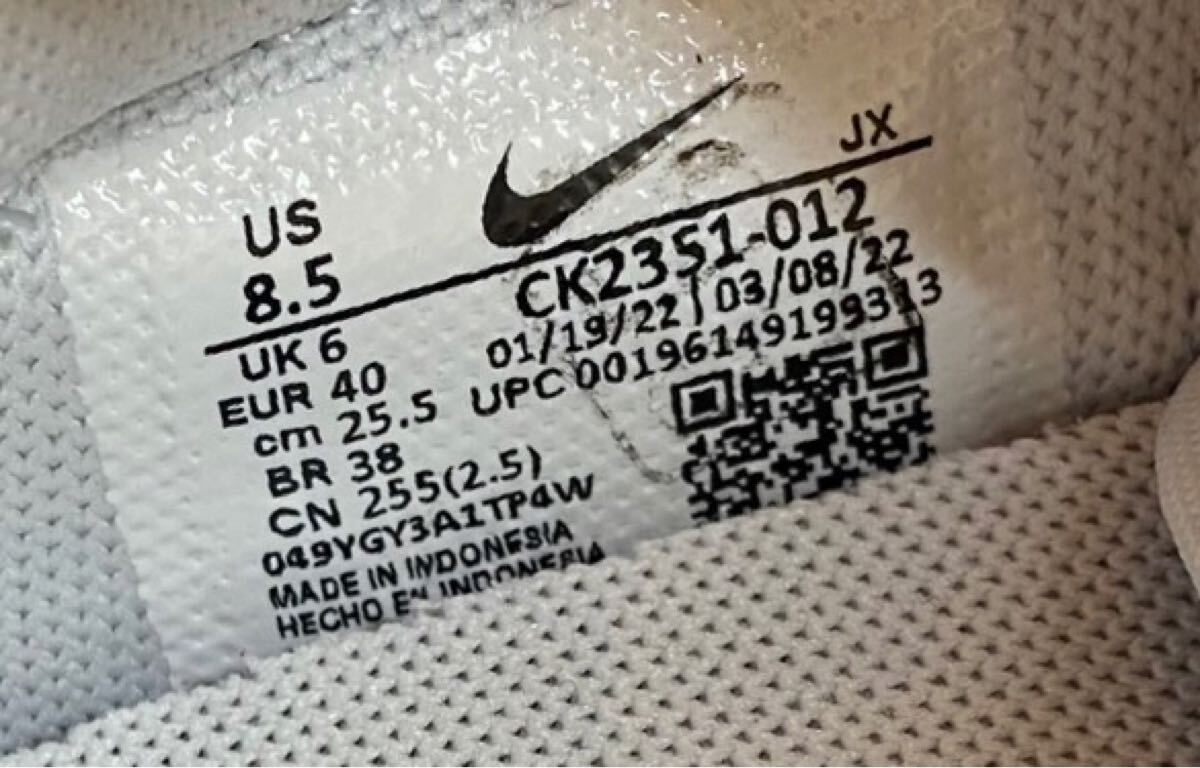 US
8.5
JX
CK2351-012
UK 6
01/19/22 | 03/08/22
EUR 40
UPC 00196149199313
cm 25.5
BR 38
CN 255(2.5)
049YGY3A1TP4W
MADE IN INDONESIA
HECHO EN INDONESIA